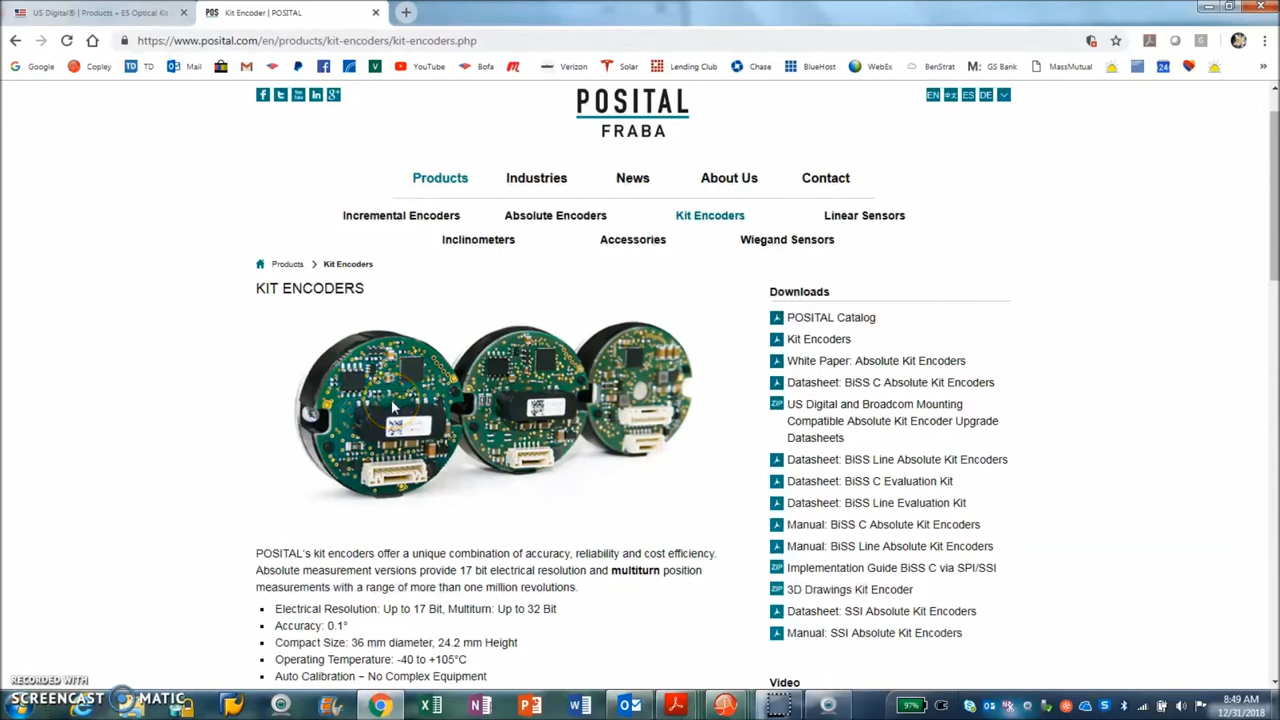 US Digital® | Products » E5 Optical Kit
POS Kit Encoder | POSITAL
https://www.posital.com/en/products/kit-encoders/kit-encoders.php
Google Copley TD Mail YouTube Bofa Verizon Solar Lending Club Chase BlueHost WebEx BenStrat GS Bank MassMutual
POSITAL
FRABA
EN 中文 ES DE
Products Industries News About Us Contact
Incremental Encoders Absolute Encoders Kit Encoders Linear Sensors
Inclinometers Accessories Wiegand Sensors
Products > Kit Encoders
KIT ENCODERS
POSITAL's kit encoders offer a unique combination of accuracy, reliability and cost efficiency.
Absolute measurement versions provide 17 bit electrical resolution and multiturn position
measurements with a range of more than one million revolutions.
Electrical Resolution: Up to 17 Bit, Multiturn: Up to 32 Bit
Accuracy: 0.1°
Compact Size: 36 mm diameter, 24.2 mm Height
Operating Temperature: -40 to +105°C
Auto Calibration – No Complex Equipment
Downloads
POSITAL Catalog
Kit Encoders
White Paper: Absolute Kit Encoders
Datasheet: BiSS C Absolute Kit Encoders
ZIP US Digital and Broadcom Mounting
Compatible Absolute Kit Encoder Upgrade
Datasheets
Datasheet: BiSS Line Absolute Kit Encoders
Datasheet: BiSS C Evaluation Kit
Datasheet: BiSS Line Evaluation Kit
Manual: BiSS C Absolute Kit Encoders
Manual: BiSS Line Absolute Kit Encoders
ZIP Implementation Guide BiSS C via SPI/SSI
ZIP 3D Drawings Kit Encoder
Datasheet: SSI Absolute Kit Encoders
Manual: SSI Absolute Kit Encoders
Video
RECORDED WITH
SCREENCAST MATIC
97%
8:49 AM
12/31/2018